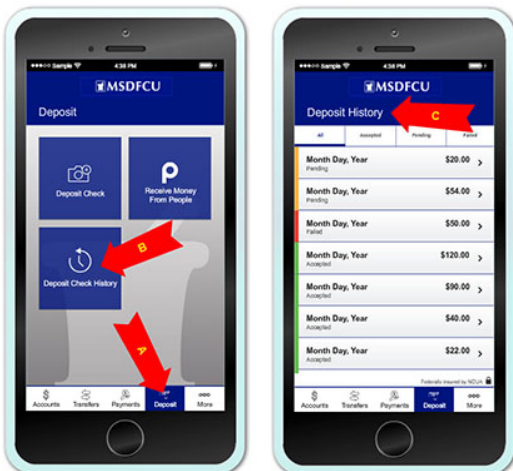 Sample
4:38 PM
MSDFCU
Deposit
Deposit Check
Receive Money
From People
B
Deposit Check History
A
Accounts
Transfers
Payments
Deposit
More
Sample
4:38 PM
MSDFCU
Deposit History
C
All
Accepted
Pending
Failed
Month Day, Year
$20.00
Pending
Month Day, Year
$54.00
Pending
Month Day, Year
$50.00
Failed
Month Day, Year
$120.00
Accepted
Month Day, Year
$90.00
Accepted
Month Day, Year
$40.00
Accepted
Month Day, Year
$22.00
Accepted
Federally insured by NCUA
Accounts
Transfers
Payments
Deposit
More